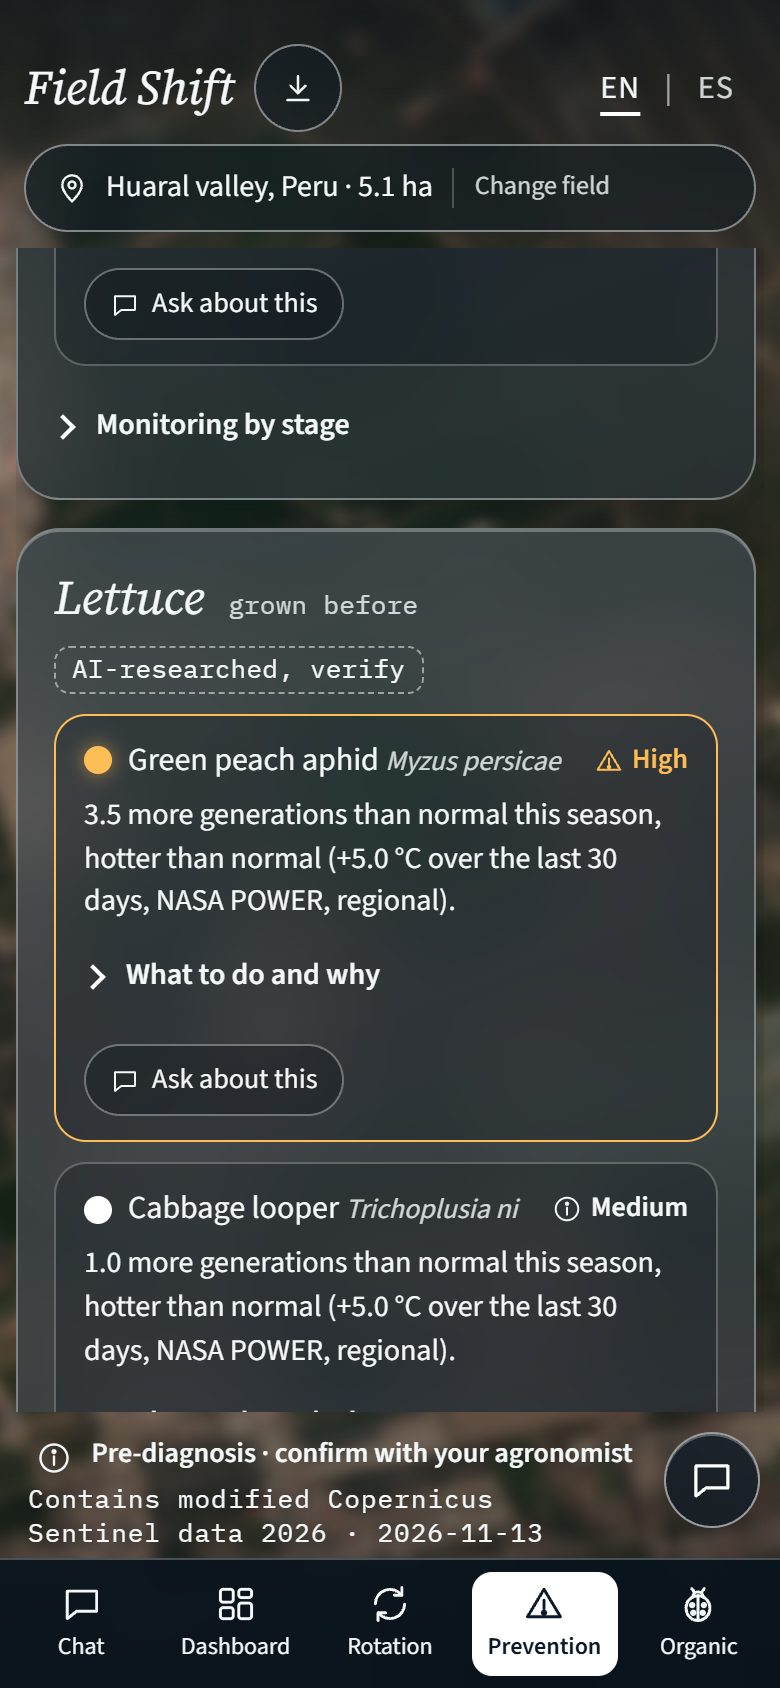 Field Shift
EN | ES
Huaral valley, Peru · 5.1 ha | Change field
Ask about this
Monitoring by stage
Lettuce grown before
AI-researched, verify
Green peach aphid Myzus persicae High
3.5 more generations than normal this season,
hotter than normal (+5.0 °C over the last 30
days, NASA POWER, regional).
What to do and why
Ask about this
Cabbage looper Trichoplusia ni Medium
1.0 more generations than normal this season,
hotter than normal (+5.0 °C over the last 30
days, NASA POWER, regional).
Pre-diagnosis · confirm with your agronomist
Contains modified Copernicus
Sentinel data 2026 · 2026-11-13
Chat Dashboard Rotation Prevention Organic